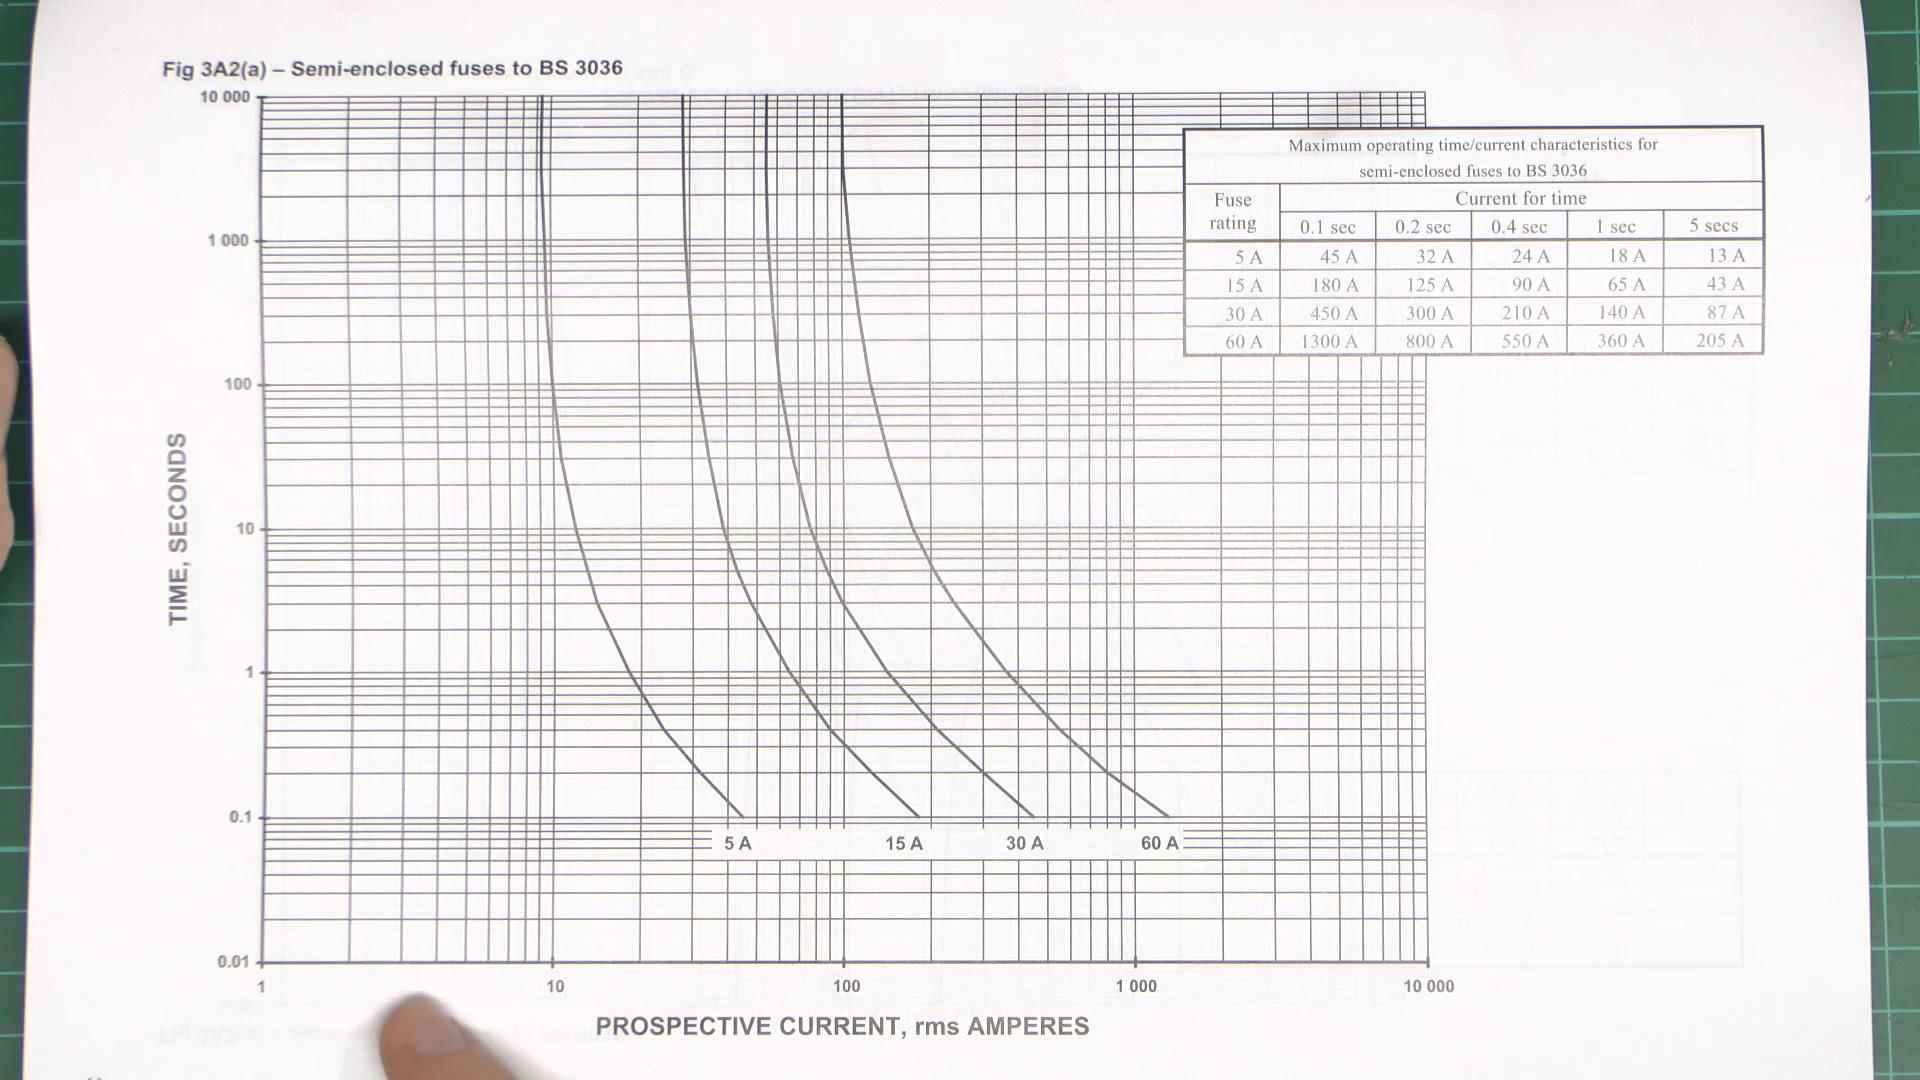 Fig 3A2(a) – Semi-enclosed fuses to BS 3036
10 000
1 000
100
10
1
0.1
0.01
TIME, SECONDS
Maximum operating time/current characteristics for
semi-enclosed fuses to BS 3036
Fuse rating
Current for time
0.1 sec 0.2 sec 0.4 sec 1 sec 5 secs
5 A 45 A 32 A 24 A 18 A 13 A
15 A 180 A 125 A 90 A 65 A 43 A
30 A 450 A 300 A 210 A 140 A 87 A
60 A 1300 A 800 A 550 A 360 A 205 A
5 A 15 A 30 A 60 A
1 10 100 1 000 10 000
PROSPECTIVE CURRENT, rms AMPERES